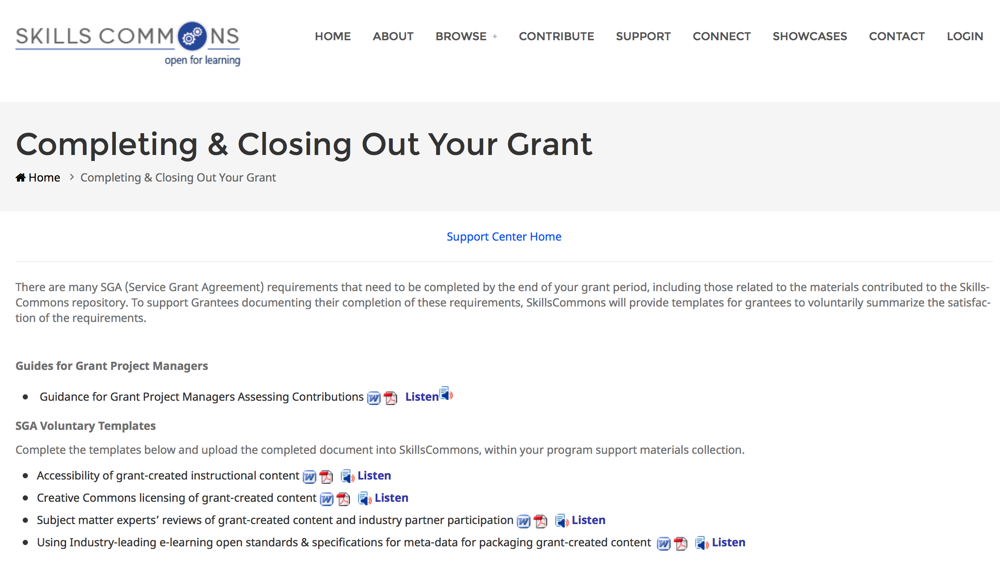 SKILLS COMMONS
open for learning
HOME ABOUT BROWSE + CONTRIBUTE SUPPORT CONNECT SHOWCASES CONTACT LOGIN
Completing & Closing Out Your Grant
Home > Completing & Closing Out Your Grant
Support Center Home
There are many SGA (Service Grant Agreement) requirements that need to be completed by the end of your grant period, including those related to the materials contributed to the Skills-
Commons repository. To support Grantees documenting their completion of these requirements, SkillsCommons will provide templates for grantees to voluntarily summarize the satisfac-
tion of the requirements.
Guides for Grant Project Managers
• Guidance for Grant Project Managers Assessing Contributions Listen
SGA Voluntary Templates
Complete the templates below and upload the completed document into SkillsCommons, within your program support materials collection.
• Accessibility of grant-created instructional content Listen
• Creative Commons licensing of grant-created content Listen
• Subject matter experts’ reviews of grant-created content and industry partner participation Listen
• Using Industry-leading e-learning open standards & specifications for meta-data for packaging grant-created content Listen